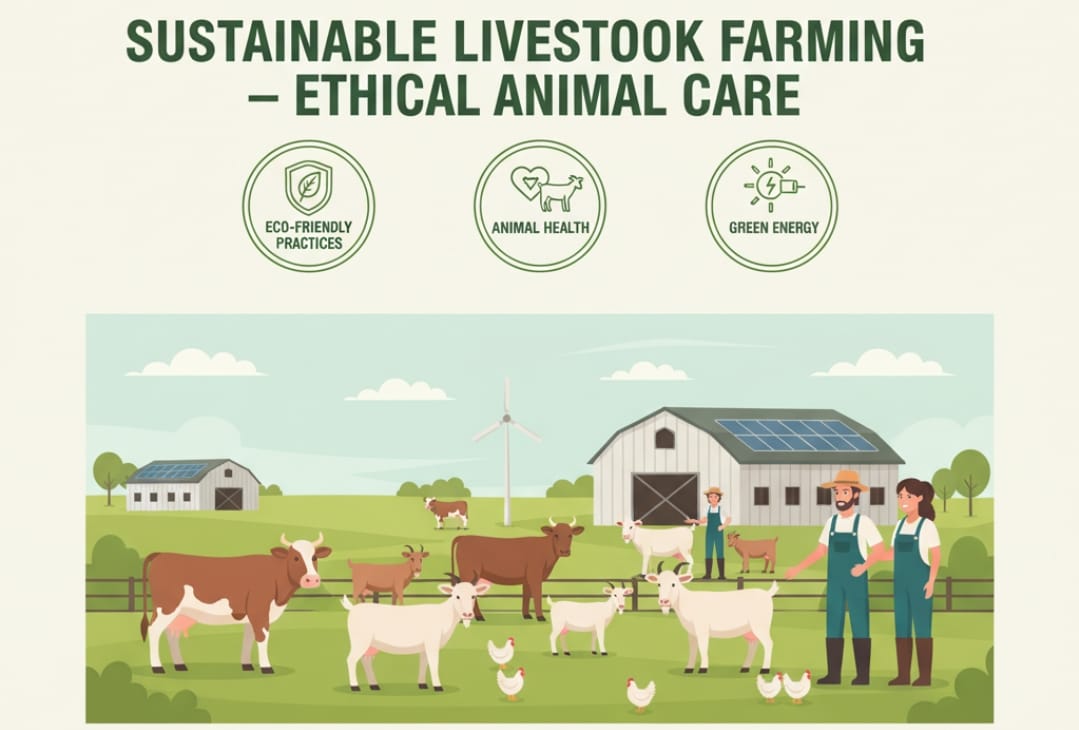 SUSTAINABLE LIVESTOOK FARMING
– ETHICAL ANIMAL CARE
ECO-FRIENDLY
PRACTICES
ANIMAL HEALTH
GREEN ENERGY